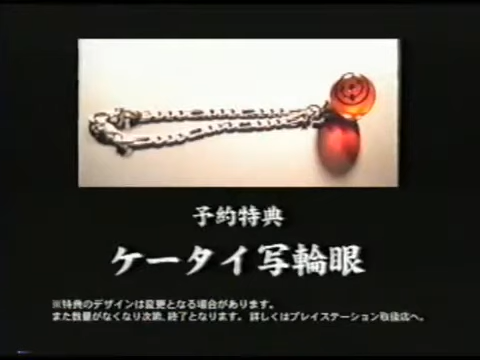 予約特典
ケータイ写輪眼
※特典のデザインは変更となる場合があります。
また数量がなくなり次第、終了となります。詳しくはプレイステーション取扱店へ。